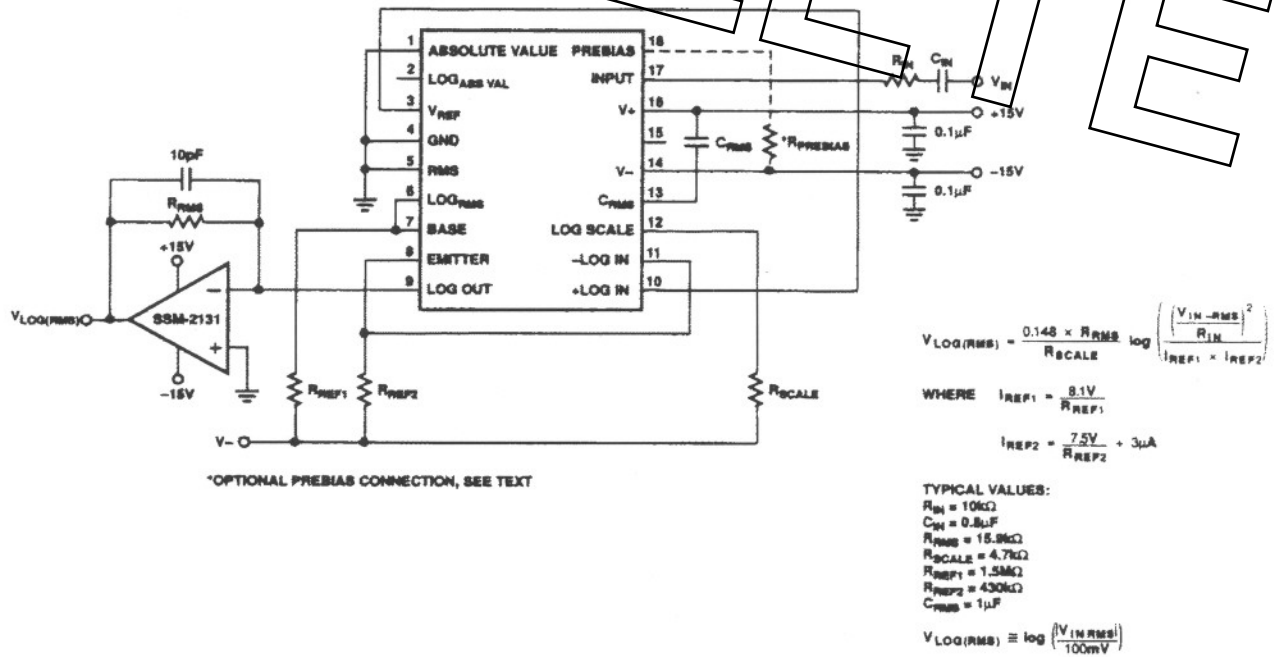 1 ABSOLUTE VALUE
2 LOG ABS VAL
3 VREF
4 GND
5 RMS
6 LOGRMS
7 BASE
8 EMITTER
9 LOG OUT
PREBIAS 18
INPUT 17
V+ 16
15
V– 14
CRMS 13
LOG SCALE 12
–LOG IN 11
+LOG IN 10
RIN
CIN
VIN
+15V
0.1µF
–15V
0.1µF
CRMS
*RPREBIAS
10pF
RRMS
+15V
VLOG(RMS)
SSM-2131
–
+
–15V
RREF1
RREF2
RSCALE
V–
*OPTIONAL PREBIAS CONNECTION, SEE TEXT
VLOG(RMS) = 0.148 × RRMS / RSCALE log ((VIN–RMS / RIN)² / IREF1 × IREF2)
WHERE IREF1 = 8.1V / RREF1
IREF2 = 7.5V / RREF2 + 3µA
TYPICAL VALUES:
RIN = 10kΩ
RRMS = 15.9kΩ
RSCALE = 4.7kΩ
RREF1 = 1.5MΩ
RREF2 = 430kΩ
CRMS = 1µF
VLOG(RMS) ≅ log (|VIN RMS| / 100mV)
L E T E